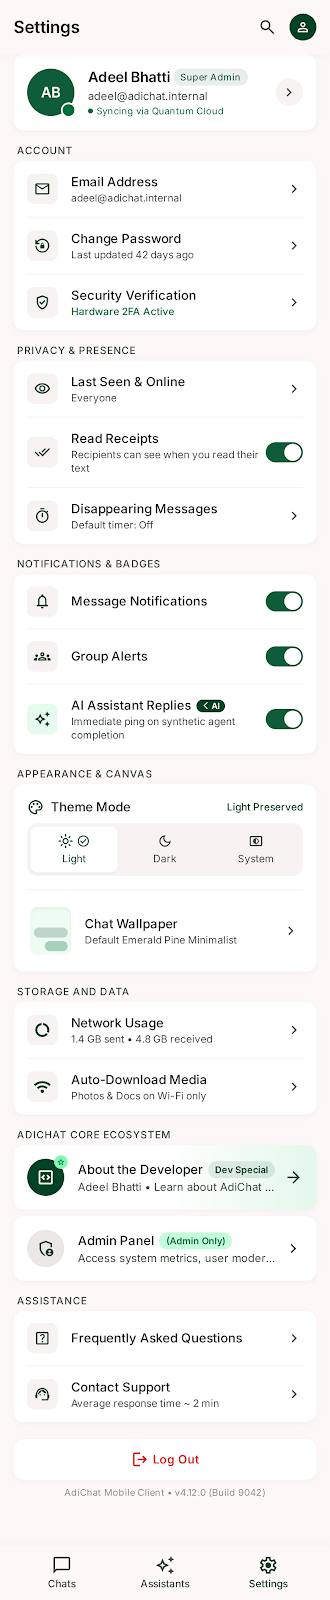 Settings
AB
Adeel Bhatti Super Admin
adeel@adichat.internal
Syncing via Quantum Cloud
ACCOUNT
Email Address
adeel@adichat.internal
Change Password
Last updated 42 days ago
Security Verification
Hardware 2FA Active
PRIVACY & PRESENCE
Last Seen & Online
Everyone
Read Receipts
Recipients can see when you read their
text
Disappearing Messages
Default timer: Off
NOTIFICATIONS & BADGES
Message Notifications
Group Alerts
AI Assistant Replies AI
Immediate ping on synthetic agent
completion
APPEARANCE & CANVAS
Theme Mode Light Preserved
Light Dark System
Chat Wallpaper
Default Emerald Pine Minimalist
STORAGE AND DATA
Network Usage
1.4 GB sent • 4.8 GB received
Auto-Download Media
Photos & Docs on Wi-Fi only
ADICHAT CORE ECOSYSTEM
About the Developer Dev Special
Adeel Bhatti • Learn about AdiChat ...
Admin Panel (Admin Only)
Access system metrics, user moder...
ASSISTANCE
Frequently Asked Questions
Contact Support
Average response time ~ 2 min
Log Out
AdiChat Mobile Client • v4.12.0 (Build 9042)
Chats Assistants Settings